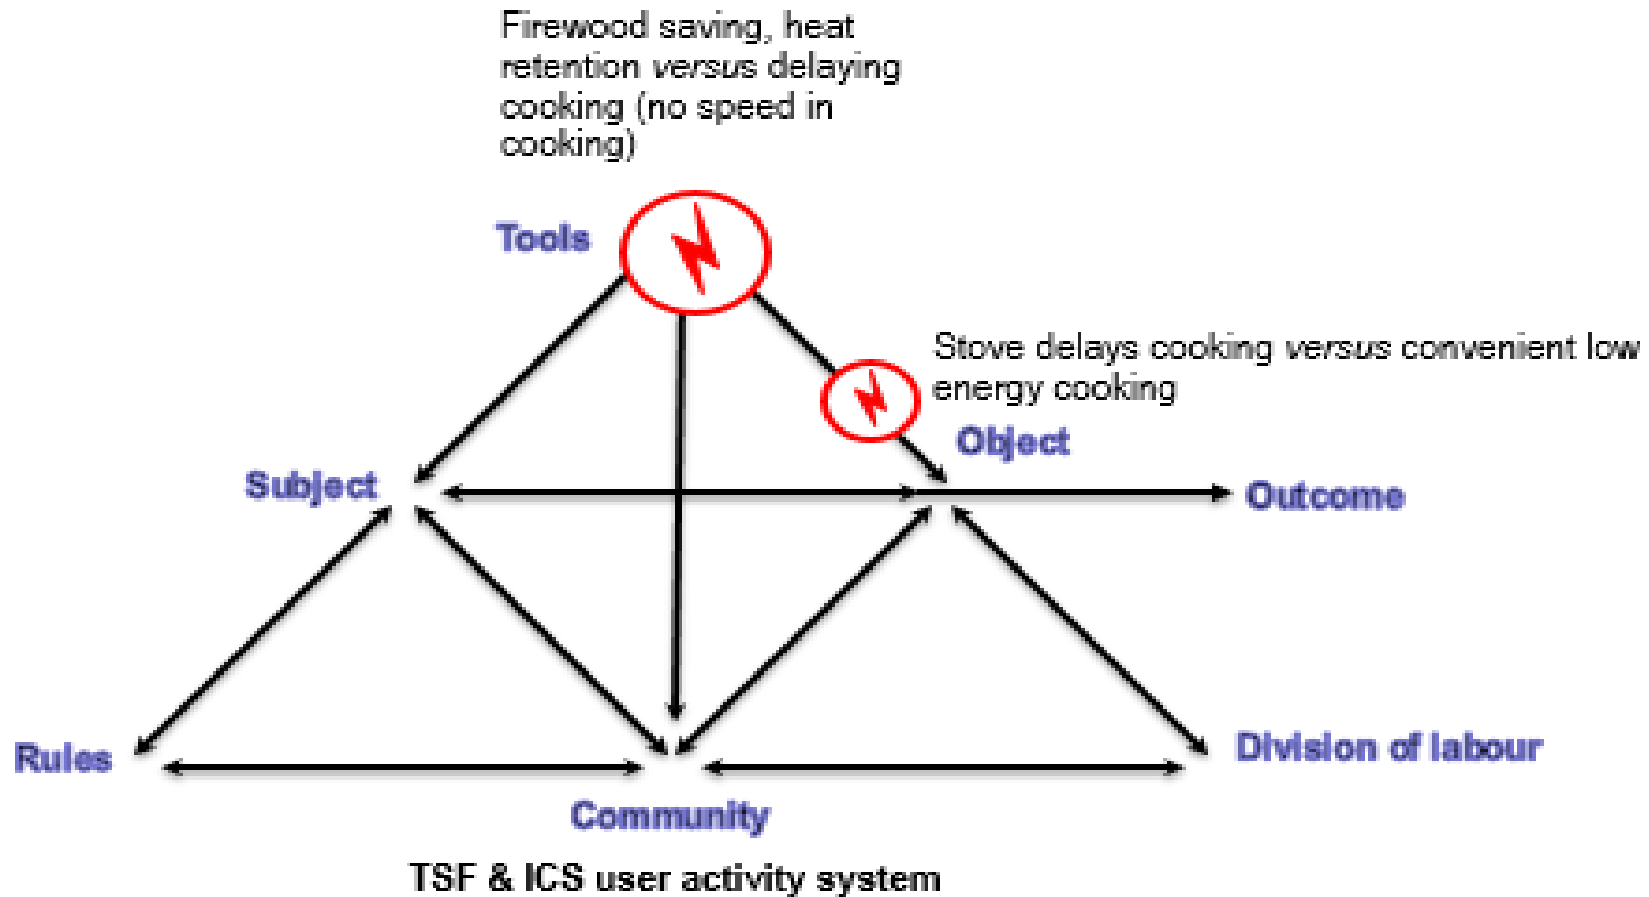 Firewood saving, heat
retention versus delaying
cooking (no speed in
cooking)
Tools
Stove delays cooking versus convenient low
energy cooking
Object
Subject
Outcome
Rules
Division of labour
Community
TSF & ICS user activity system